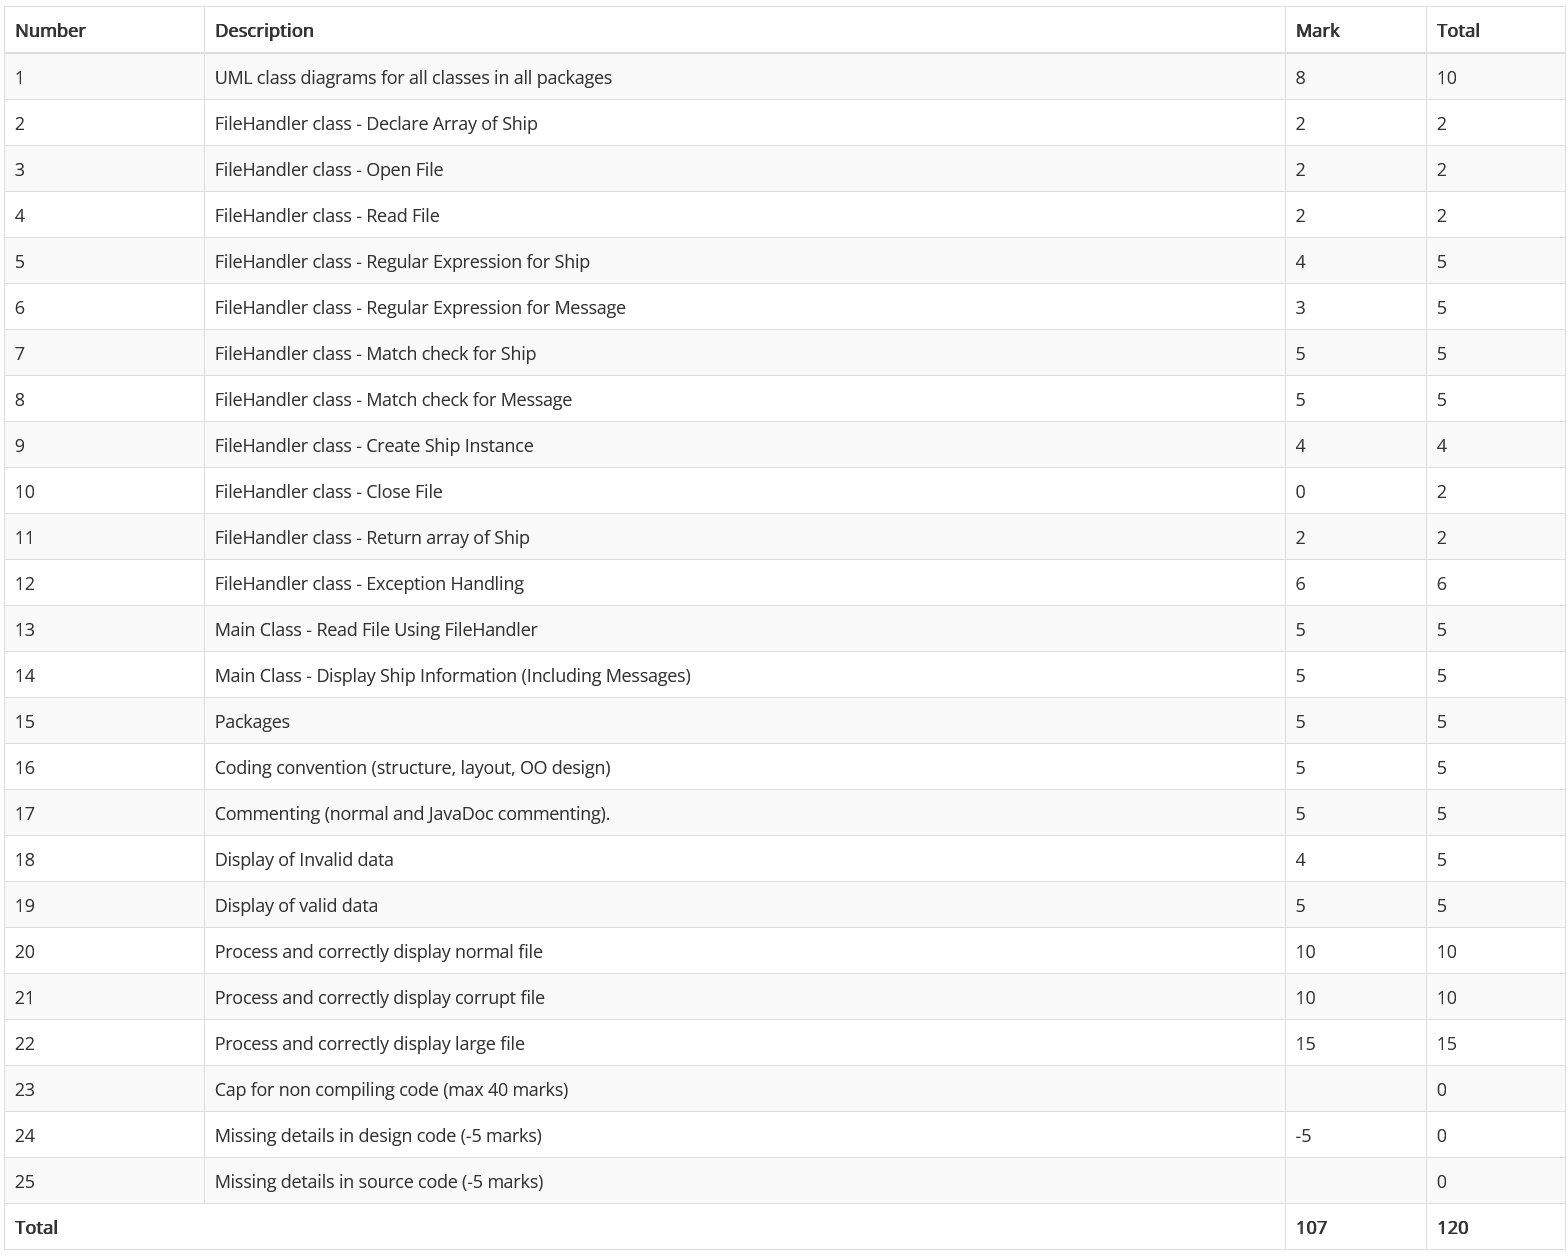 Number Description Mark Total
1 UML class diagrams for all classes in all packages 8 10
2 FileHandler class - Declare Array of Ship 2 2
3 FileHandler class - Open File 2 2
4 FileHandler class - Read File 2 2
5 FileHandler class - Regular Expression for Ship 4 5
6 FileHandler class - Regular Expression for Message 3 5
7 FileHandler class - Match check for Ship 5 5
8 FileHandler class - Match check for Message 5 5
9 FileHandler class - Create Ship Instance 4 4
10 FileHandler class - Close File 0 2
11 FileHandler class - Return array of Ship 2 2
12 FileHandler class - Exception Handling 6 6
13 Main Class - Read File Using FileHandler 5 5
14 Main Class - Display Ship Information (Including Messages) 5 5
15 Packages 5 5
16 Coding convention (structure, layout, OO design) 5 5
17 Commenting (normal and JavaDoc commenting). 5 5
18 Display of Invalid data 4 5
19 Display of valid data 5 5
20 Process and correctly display normal file 10 10
21 Process and correctly display corrupt file 10 10
22 Process and correctly display large file 15 15
23 Cap for non compiling code (max 40 marks) 0
24 Missing details in design code (-5 marks) -5 0
25 Missing details in source code (-5 marks) 0
Total 107 120